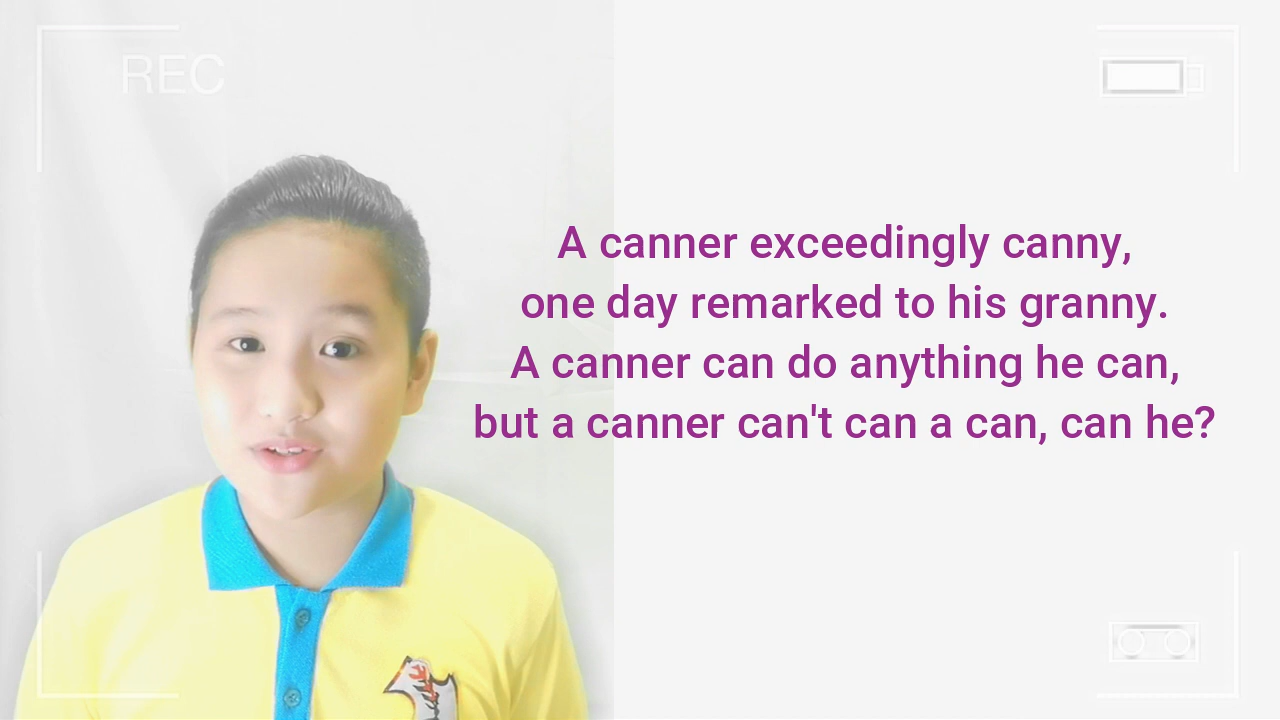 REC
A canner exceedingly canny,
one day remarked to his granny.
A canner can do anything he can,
but a canner can't can a can, can he?